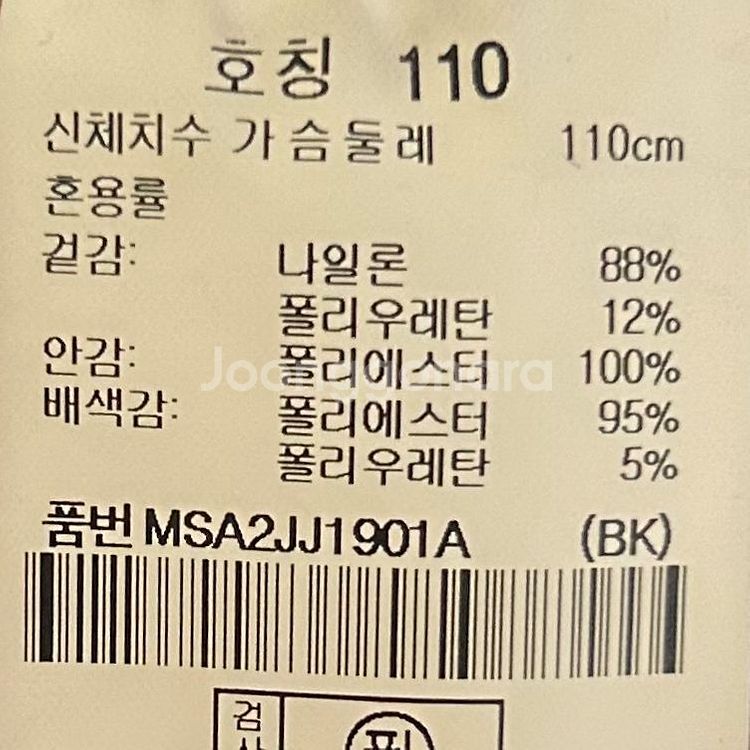 호칭 110
신체치수 가슴둘레 110cm
혼용률
겉감: 나일론 88%
폴리우레탄 12%
안감: 폴리에스터 100%
배색감: 폴리에스터 95%
폴리우레탄 5%
품번 MSA2JJ1901A (BK)
검